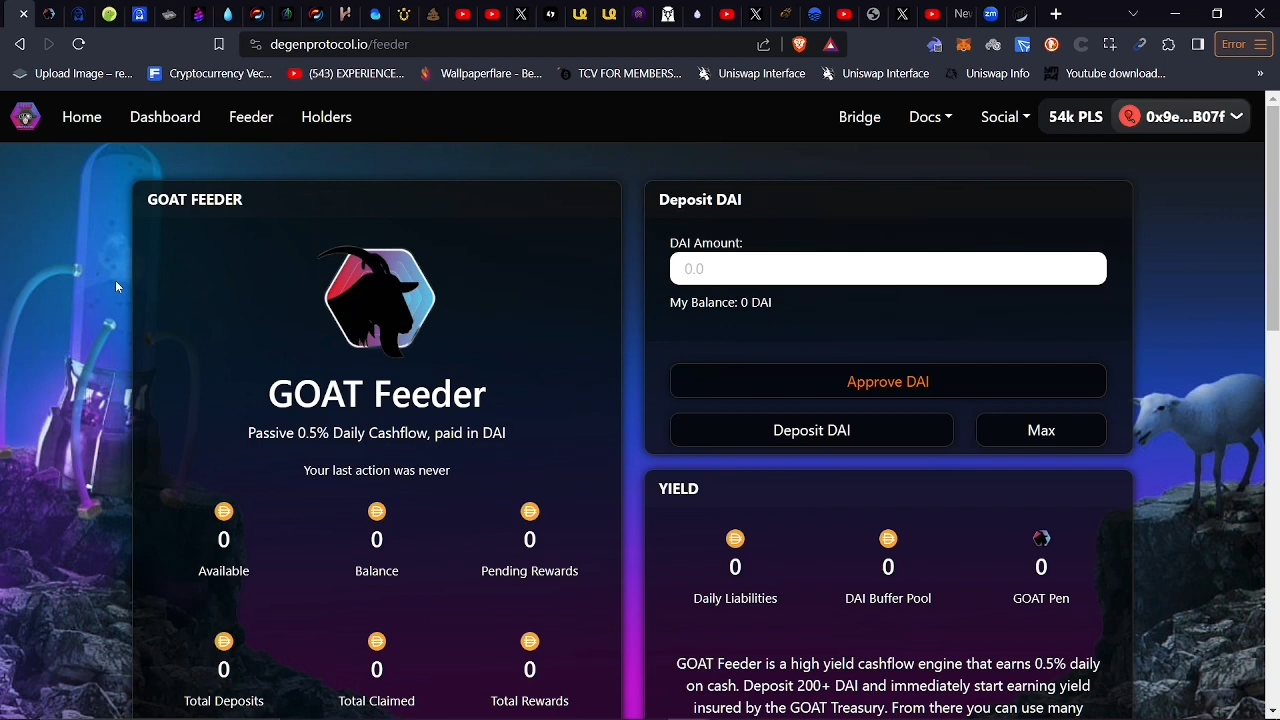 Nev
zm
degenprotocol.io/feeder
Error
Upload Image – re...
Cryptocurrency Vec...
(543) EXPERIENCE...
Wallpaperflare - Be...
TCV FOR MEMBERS...
Uniswap Interface
Uniswap Interface
Uniswap Info
Youtube download...
»
Home
Dashboard
Feeder
Holders
Bridge
Docs
Social
54k PLS
0x9e...B07f
GOAT FEEDER
GOAT Feeder
Passive 0.5% Daily Cashflow, paid in DAI
Your last action was never
0
0
0
Available
Balance
Pending Rewards
0
0
0
Total Deposits
Total Claimed
Total Rewards
Deposit DAI
DAI Amount:
0.0
My Balance: 0 DAI
Approve DAI
Deposit DAI
Max
YIELD
0
0
0
Daily Liabilities
DAI Buffer Pool
GOAT Pen
GOAT Feeder is a high yield cashflow engine that earns 0.5% daily
on cash. Deposit 200+ DAI and immediately start earning yield
insured by the GOAT Treasury. From there you can use many